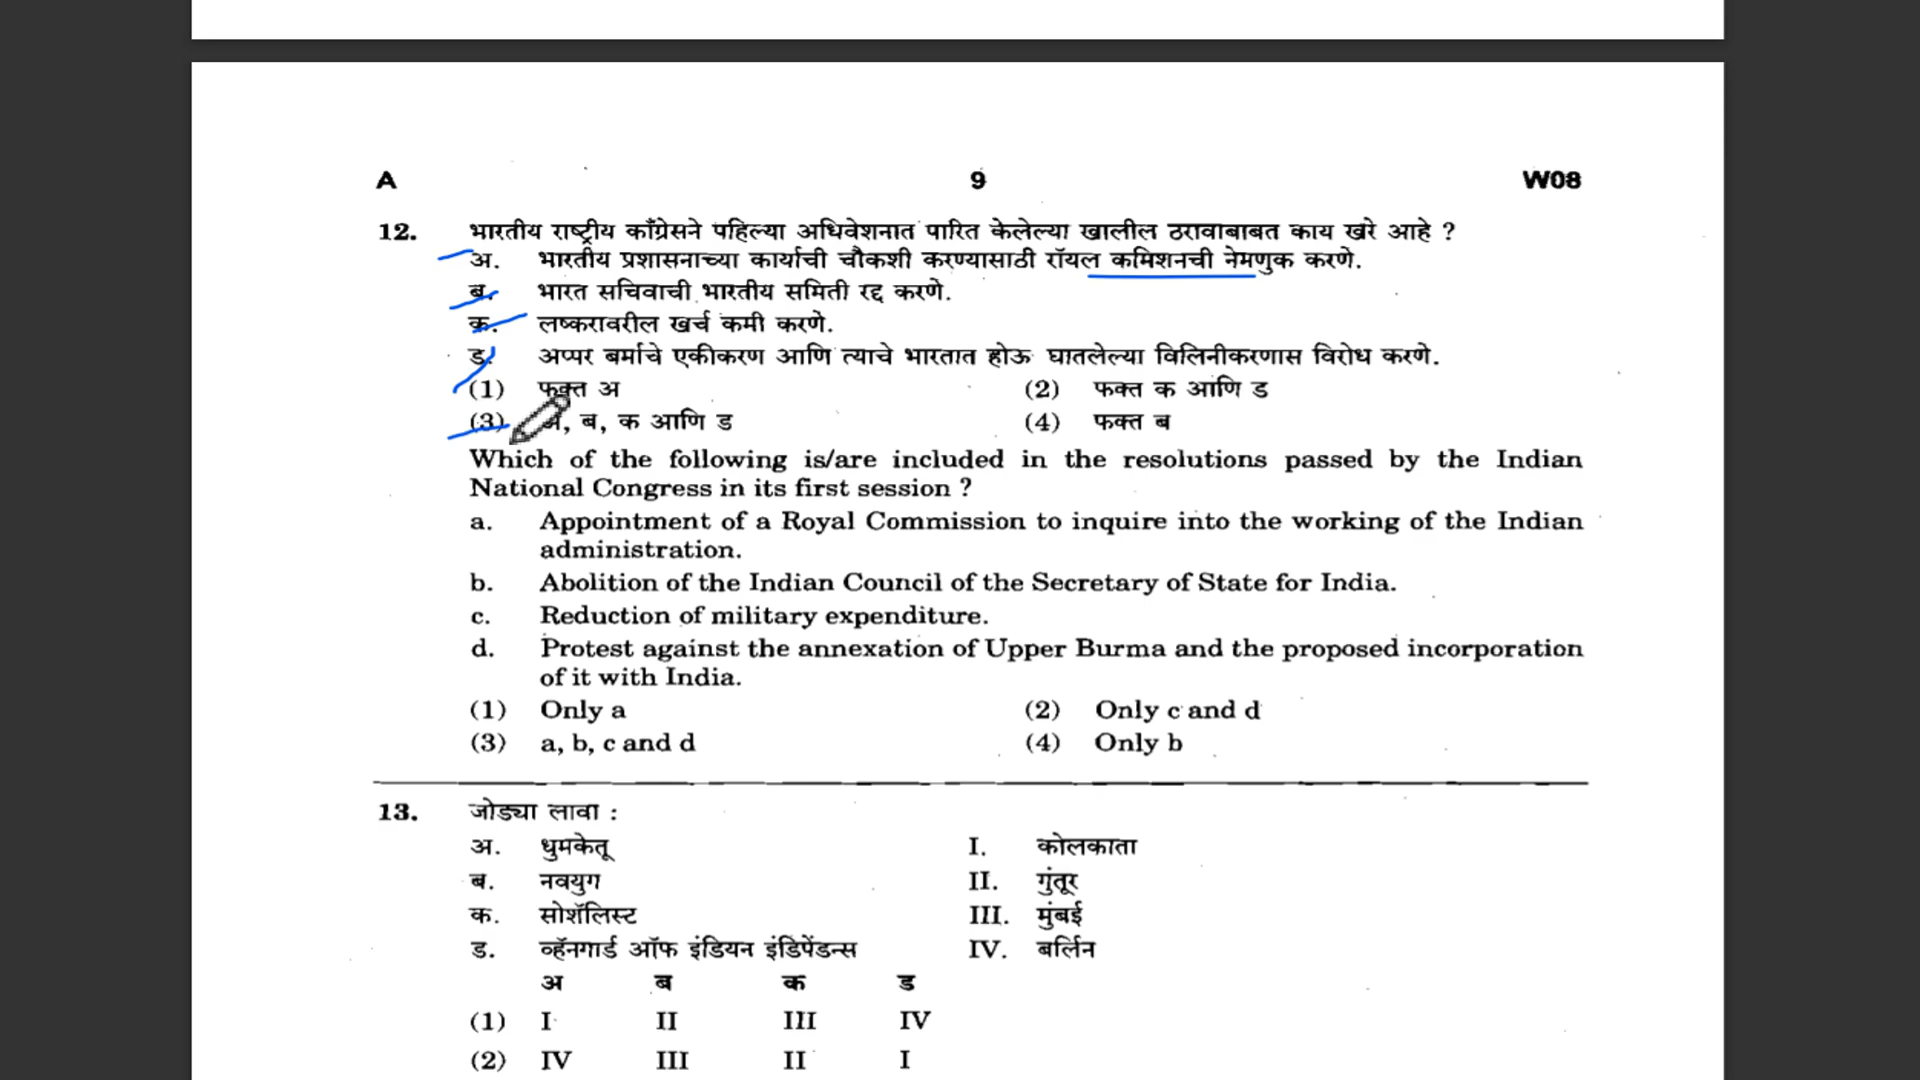 A 9 W08
12. भारतीय राष्ट्रीय काँग्रेसने पहिल्या अधिवेशनात पारित केलेल्या खालील ठरावाबाबत काय खरे आहे ?
अ. भारतीय प्रशासनाच्या कार्याची चौकशी करण्यासाठी रॉयल कमिशनची नेमणुक करणे.
ब. भारत सचिवाची भारतीय समिती रद्द करणे.
क. लष्करावरील खर्च कमी करणे.
ड. अप्पर बर्माचे एकीकरण आणि त्याचे भारतात होऊ घातलेल्या विलिनीकरणास विरोध करणे.
(1) फक्त अ (2) फक्त क आणि ड
(3) अ, ब, क आणि ड (4) फक्त ब
Which of the following is/are included in the resolutions passed by the Indian
National Congress in its first session ?
a. Appointment of a Royal Commission to inquire into the working of the Indian
administration.
b. Abolition of the Indian Council of the Secretary of State for India.
c. Reduction of military expenditure.
d. Protest against the annexation of Upper Burma and the proposed incorporation
of it with India.
(1) Only a (2) Only c and d
(3) a, b, c and d (4) Only b
13. जोड्या लावा :
अ. धुमकेतू I. कोलकाता
ब. नवयुग II. गुंतूर
क. सोशॅलिस्ट III. मुंबई
ड. व्हॅनगार्ड ऑफ इंडियन इंडिपेंडन्स IV. बर्लिन
अ ब क ड
(1) I II III IV
(2) IV III II I